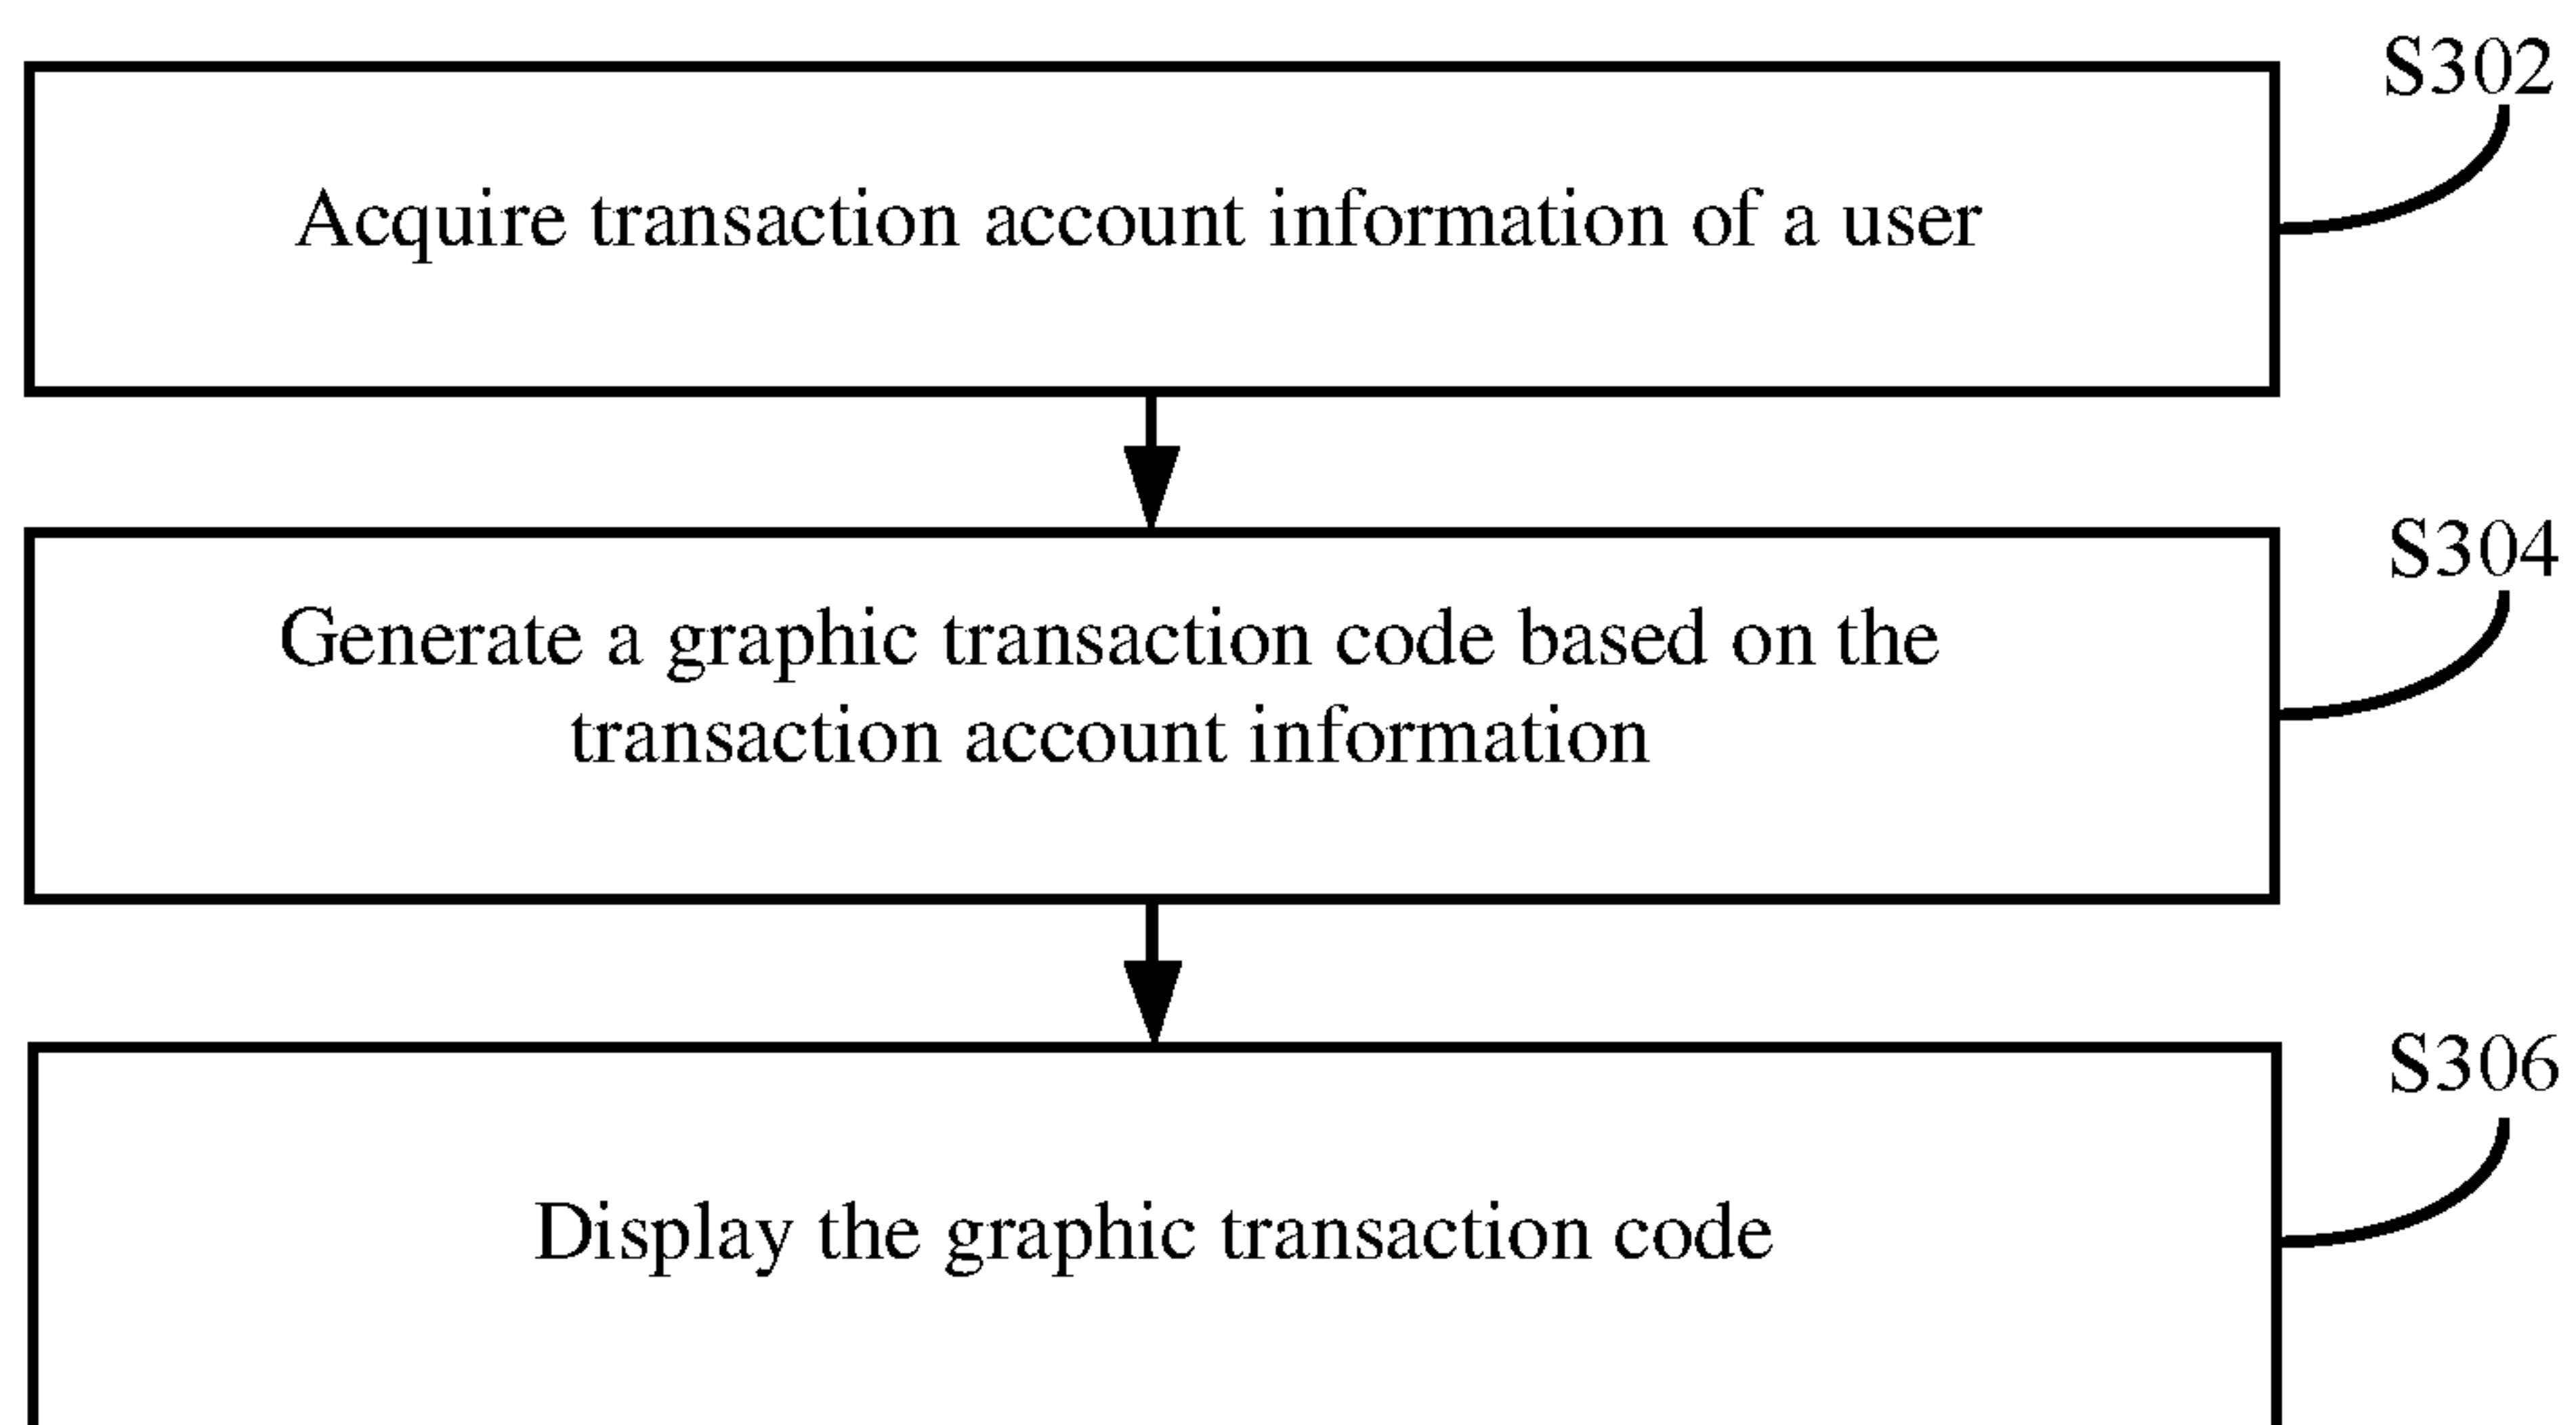 S302
Acquire transaction account information of a user
S304
Generate a graphic transaction code based on the
transaction account information
S306
Display the graphic transaction code